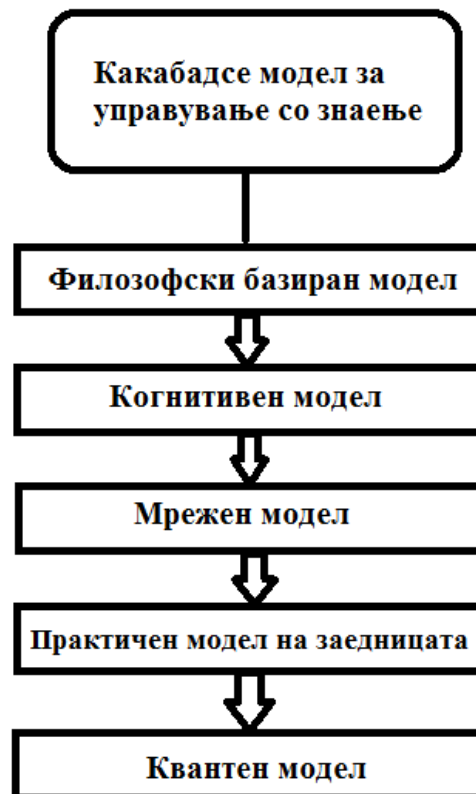 Какабадсе модел за
управување со знаење
Филозофски базиран модел
Когнитивен модел
Мрежен модел
Практичен модел на заедницата
Квантен модел